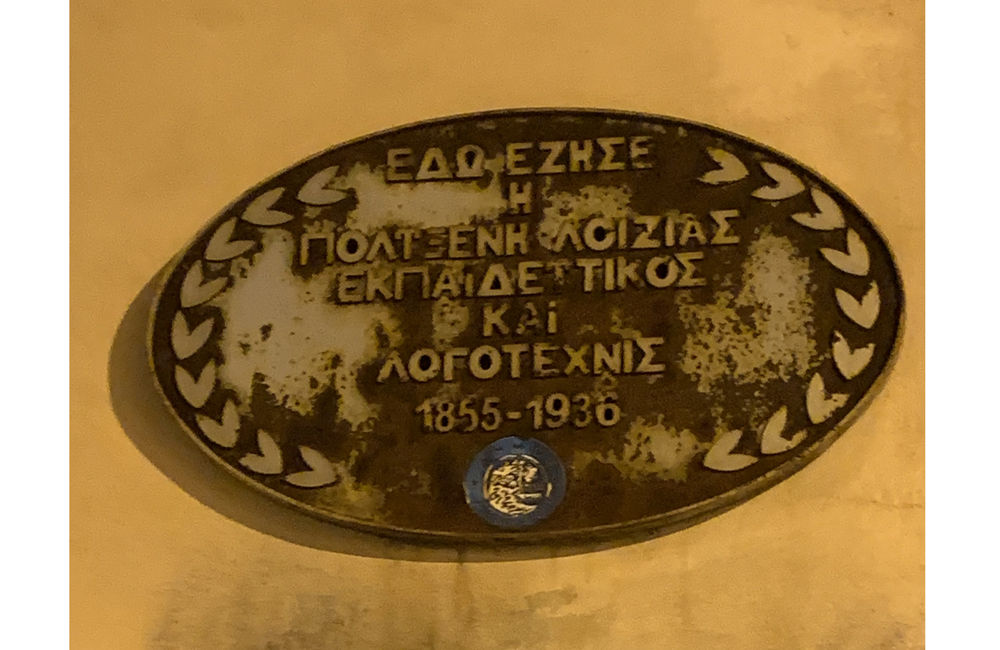 ΕΔΩ ΕΖΗΣΕ
Η
ΠΟΛΥΞΕΝΗ ΛΟΙΖΙΑΣ
ΕΚΠΑΙΔΕΥΤΙΚΟΣ
ΚΑΙ
ΛΟΓΟΤΕΧΝΙΣ
1855-1936